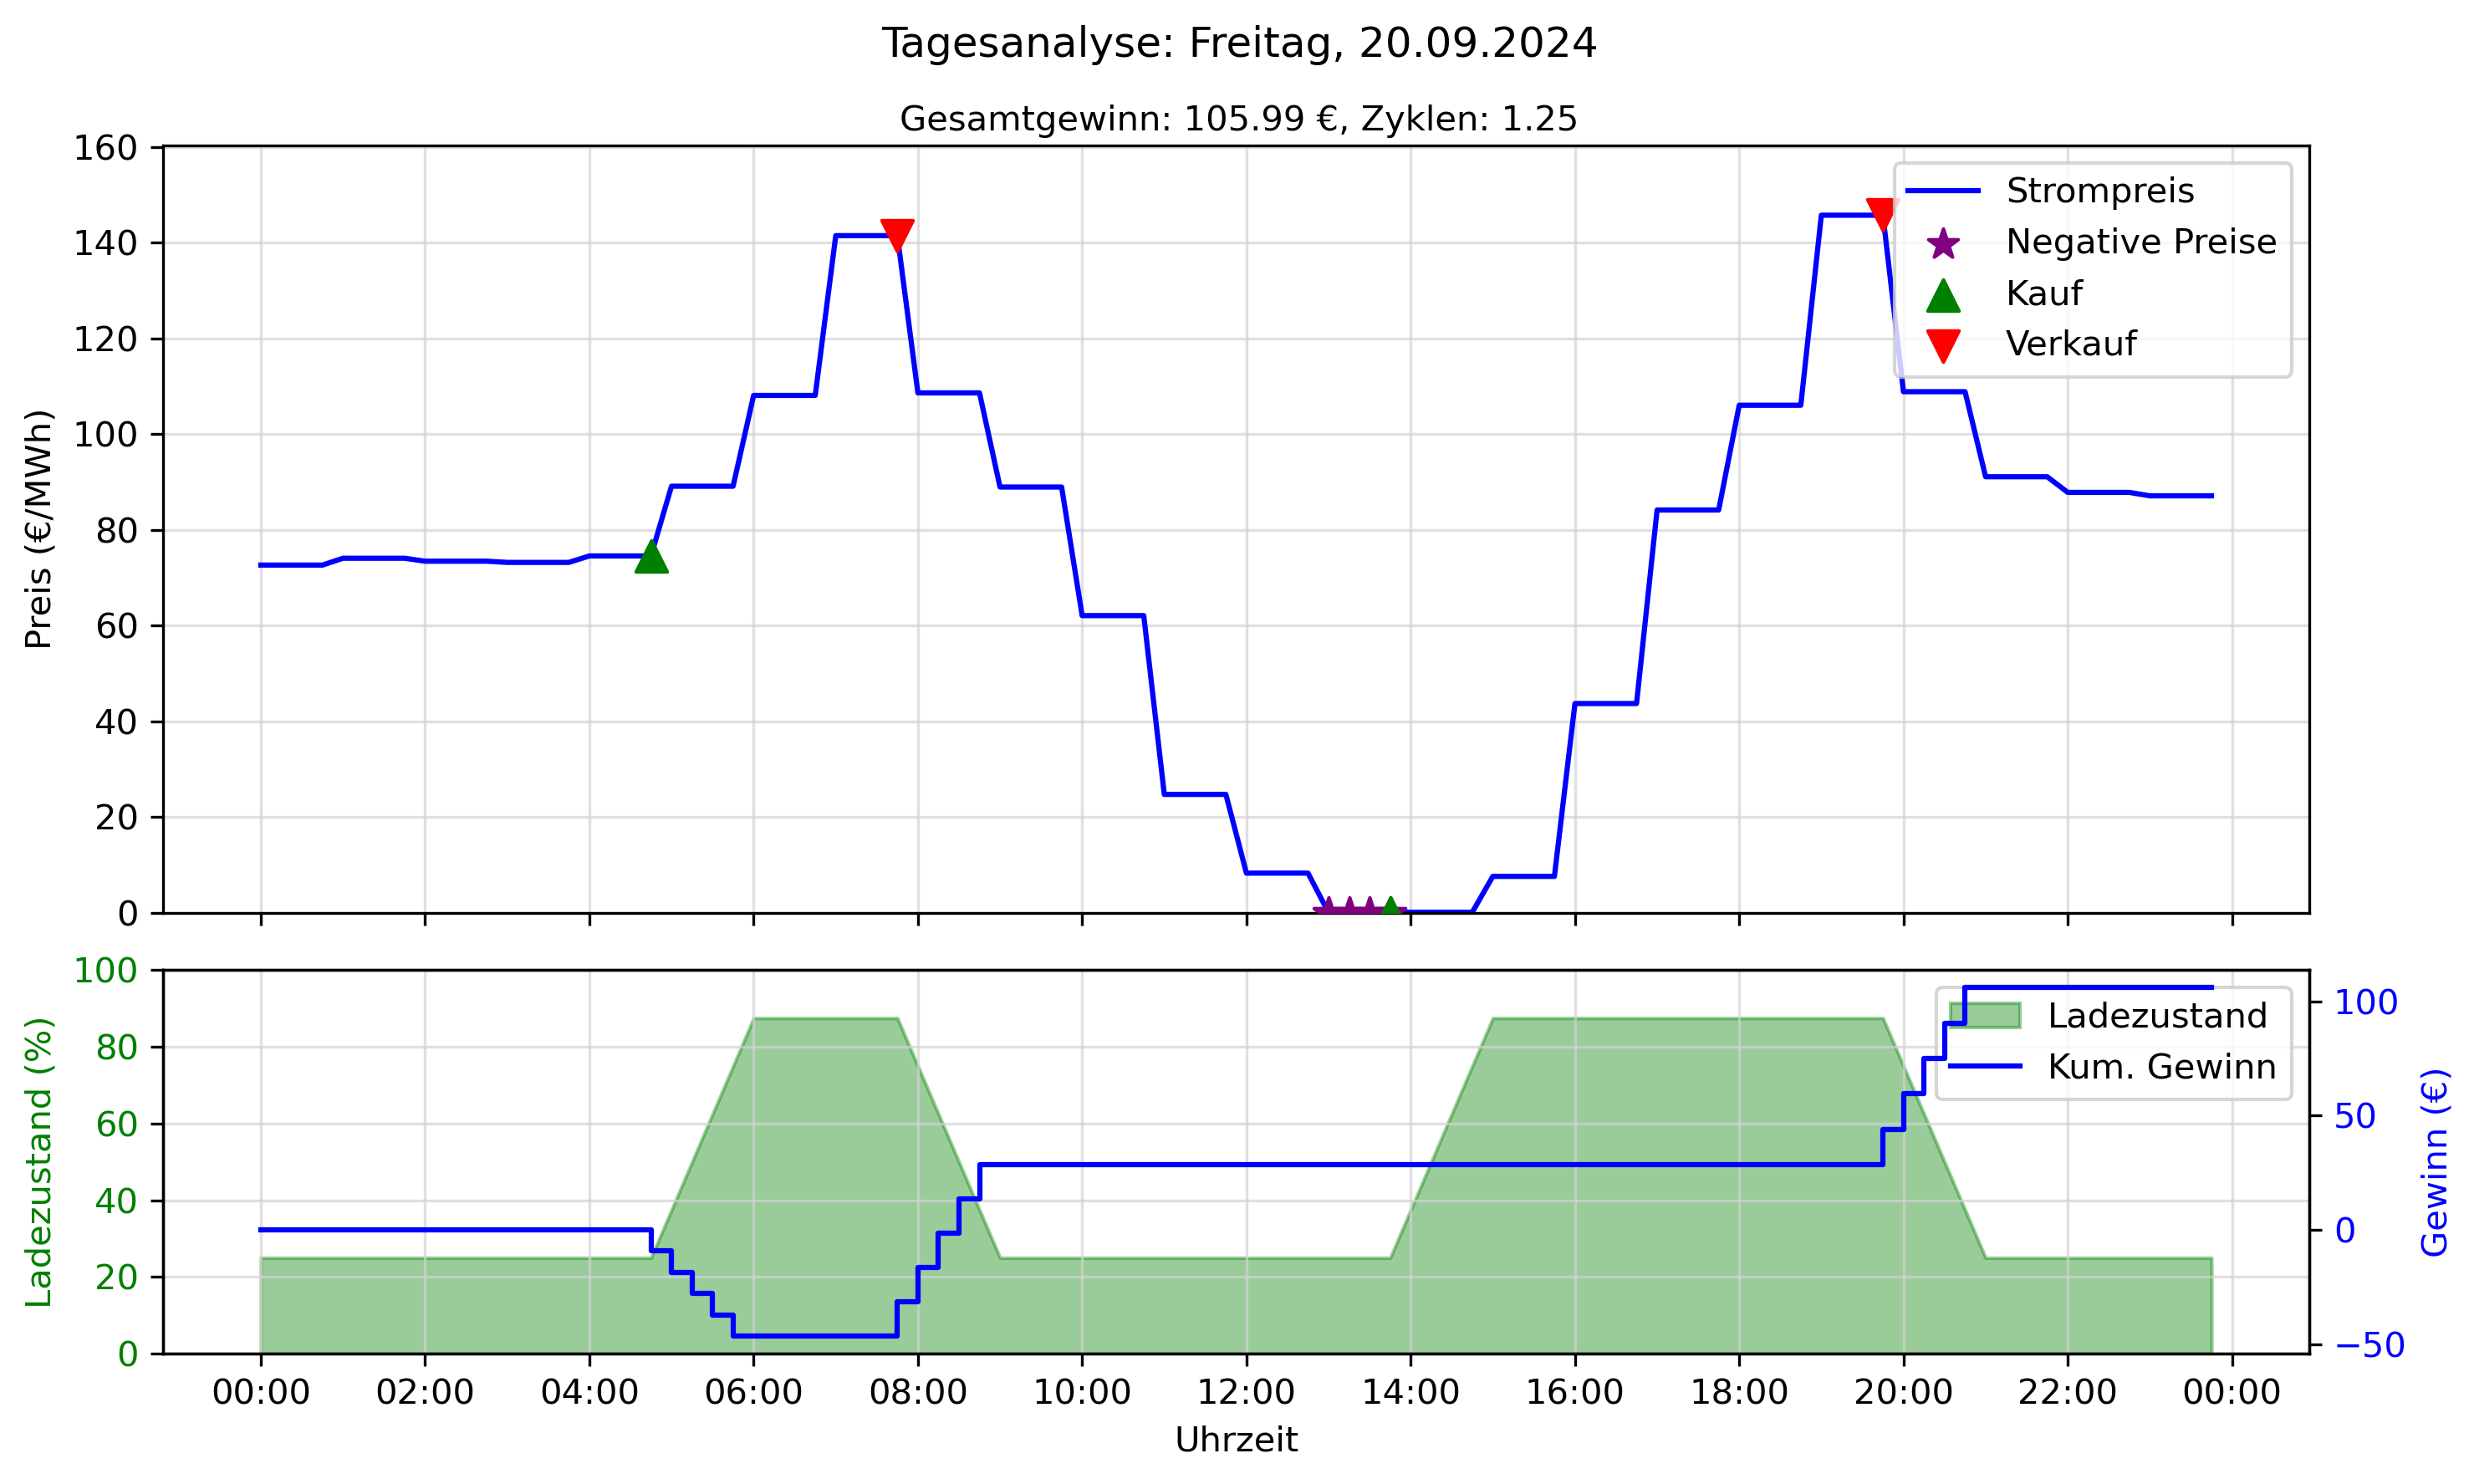 Tagesanalyse: Freitag, 20.09.2024
Gesamtgewinn: 105.99 €, Zyklen: 1.25
Preis (€/MWh)
160
140
120
100
80
60
40
20
0
Strompreis
Negative Preise
Kauf
Verkauf
Ladezustand (%)
100
80
60
40
20
0
Ladezustand
Kum. Gewinn
100
50
0
−50
Gewinn (€)
00:00 02:00 04:00 06:00 08:00 10:00 12:00 14:00 16:00 18:00 20:00 22:00 00:00
Uhrzeit